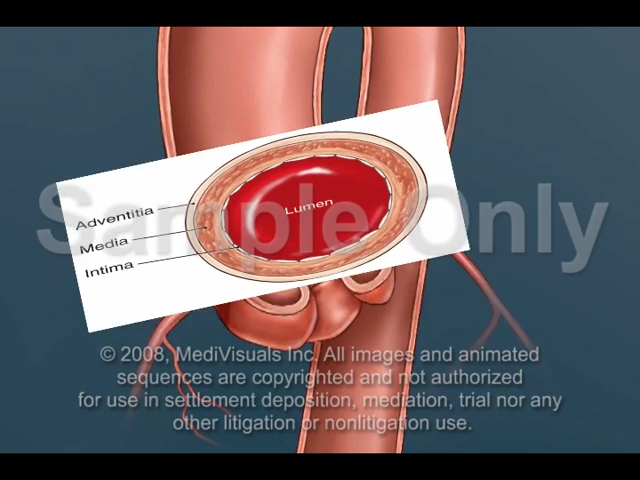 Adventitia
Media
Intima
Lumen
Sample Only
© 2008, MediVisuals Inc. All images and animated
sequences are copyrighted and not authorized
for use in settlement deposition, mediation, trial nor any
other litigation or nonlitigation use.